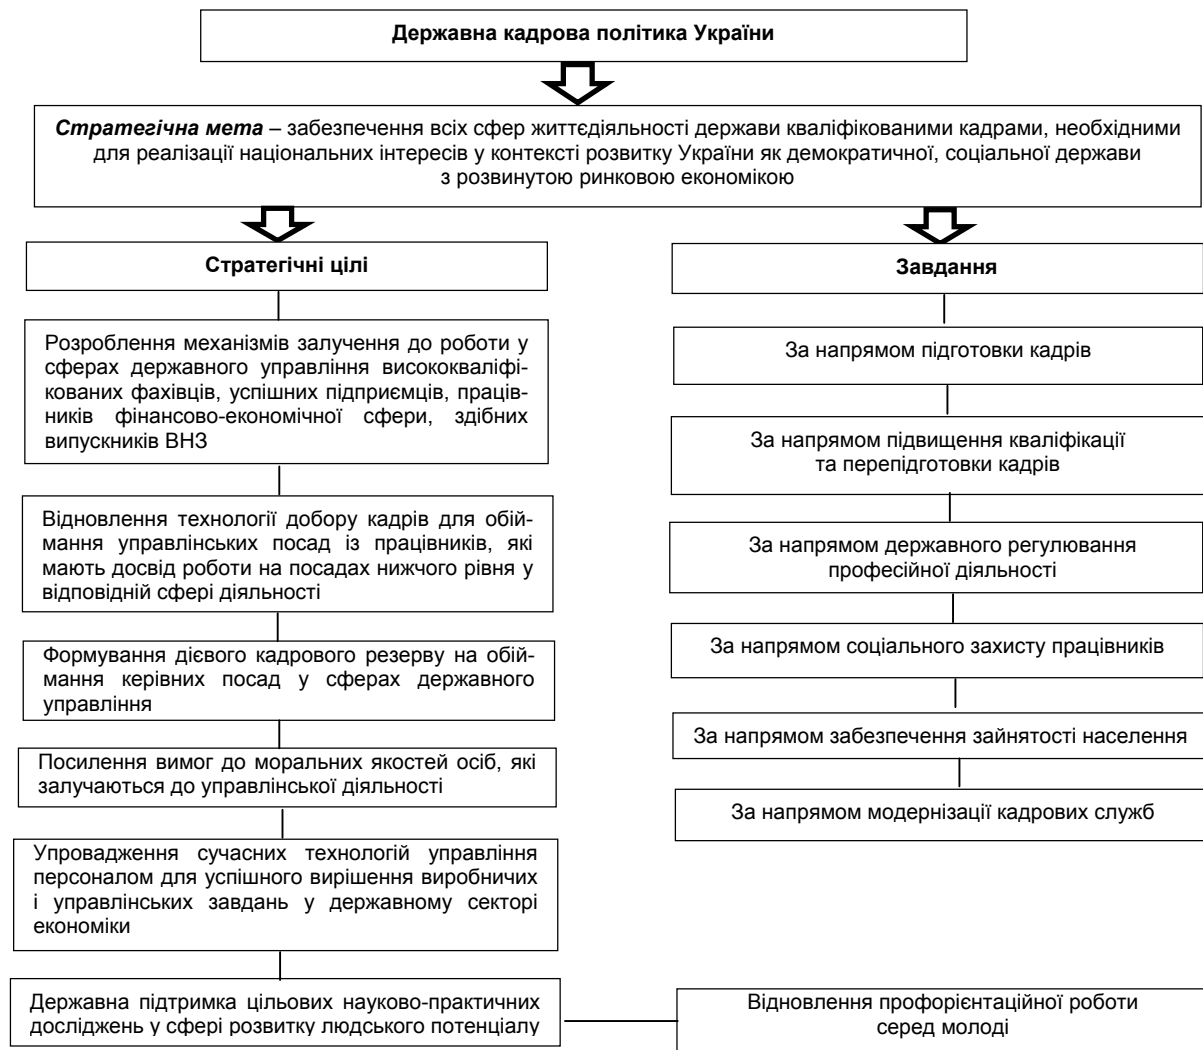 Державна кадрова політика України
Стратегічна мета – забезпечення всіх сфер життєдіяльності держави кваліфікованими кадрами, необхідними
для реалізації національних інтересів у контексті розвитку України як демократичної, соціальної держави
з розвинутою ринковою економікою
Стратегічні цілі
Розроблення механізмів залучення до роботи у
сферах державного управління висококваліфі-
кованих фахівців, успішних підприємців, праців-
ників фінансово-економічної сфери, здібних
випускників ВНЗ
Відновлення технології добору кадрів для обій-
мання управлінських посад із працівників, які
мають досвід роботи на посадах нижчого рівня у
відповідній сфері діяльності
Формування дієвого кадрового резерву на обій-
мання керівних посад у сферах державного
управління
Посилення вимог до моральних якостей осіб, які
залучаються до управлінської діяльності
Упровадження сучасних технологій управління
персоналом для успішного вирішення виробничих
і управлінських завдань у державному секторі
економіки
Державна підтримка цільових науково-практичних
досліджень у сфері розвитку людського потенціалу
Завдання
За напрямом підготовки кадрів
За напрямом підвищення кваліфікації
та перепідготовки кадрів
За напрямом державного регулювання
професійної діяльності
За напрямом соціального захисту працівників
За напрямом забезпечення зайнятості населення
За напрямом модернізації кадрових служб
Відновлення профорієнтаційної роботи
серед молоді